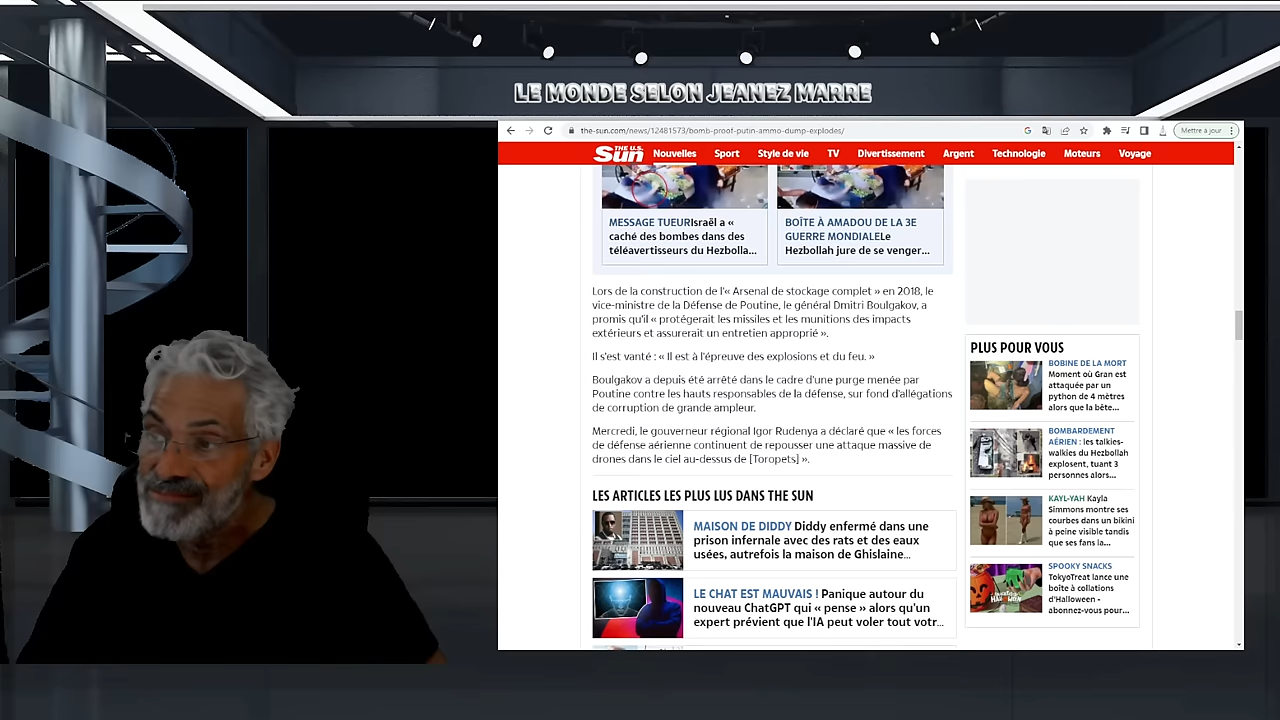 LE MONDE SELON JEANEZ MARRE
the-sun.com/news/12481573/bomb-proof-putin-ammo-dump-explodes/
Mettre à jour
THE U.S.
Sun
Nouvelles
Sport
Style de vie
TV
Divertissement
Argent
Technologie
Moteurs
Voyage
MESSAGE TUEURIsraël a «
caché des bombes dans des
téléavertisseurs du Hezbolla...
BOÎTE À AMADOU DE LA 3E
GUERRE MONDIALELe
Hezbollah jure de se venger...
Lors de la construction de l'« Arsenal de stockage complet » en 2018, le
vice-ministre de la Défense de Poutine, le général Dmitri Boulgakov, a
promis qu'il « protégerait les missiles et les munitions des impacts
extérieurs et assurerait un entretien approprié ».
Il s'est vanté : « Il est à l'épreuve des explosions et du feu. »
Boulgakov a depuis été arrêté dans le cadre d'une purge menée par
Poutine contre les hauts responsables de la défense, sur fond d'allégations
de corruption de grande ampleur.
Mercredi, le gouverneur régional Igor Rudenya a déclaré que « les forces
de défense aérienne continuent de repousser une attaque massive de
drones dans le ciel au-dessus de [Toropets] ».
LES ARTICLES LES PLUS LUS DANS THE SUN
MAISON DE DIDDY Diddy enfermé dans une
prison infernale avec des rats et des eaux
usées, autrefois la maison de Ghislaine...
LE CHAT EST MAUVAIS ! Panique autour du
nouveau ChatGPT qui « pense » alors qu'un
expert prévient que l'IA peut voler tout votr...
PLUS POUR VOUS
BOBINE DE LA MORT
Moment où Gran est
attaquée par un
python de 4 mètres
alors que la bête...
BOMBARDEMENT
AÉRIEN : les talkies-
walkies du Hezbollah
explosent, tuant 3
personnes alors...
KAYL-YAH Kayla
Simmons montre ses
courbes dans un bikini
à peine visible tandis
que ses fans la...
SPOOKY SNACKS
TokyoTreat lance une
boîte à collations
d'Halloween -
abonnez-vous pour...